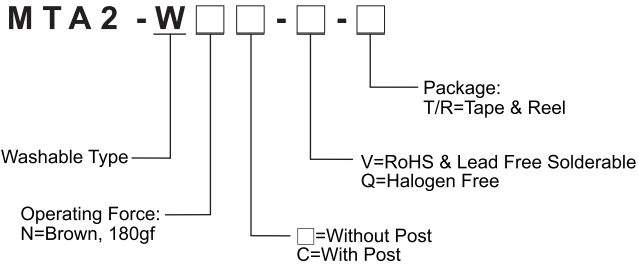 MTA2-W□□-□-□
Package:
T/R=Tape & Reel
Washable Type
V=RoHS & Lead Free Solderable
Q=Halogen Free
Operating Force:
N=Brown, 180gf
□=Without Post
C=With Post